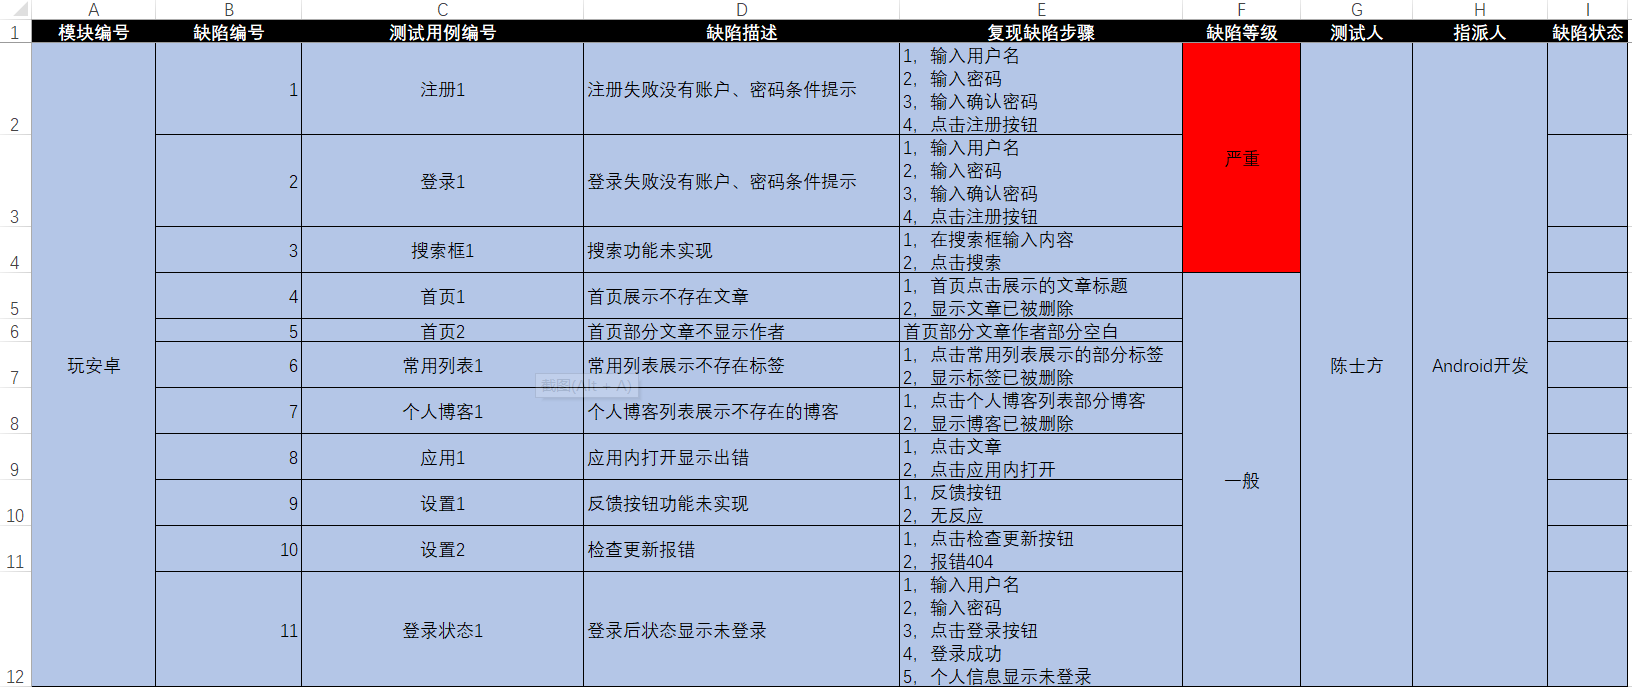 A B C D E F G H I
1 模块编号 缺陷编号 测试用例编号 缺陷描述 复现缺陷步骤 缺陷等级 测试人 指派人 缺陷状态
2 1 注册1 注册失败没有账户、密码条件提示 1，输入用户名
2，输入密码
3，输入确认密码
4，点击注册按钮
严重
3 2 登录1 登录失败没有账户、密码条件提示 1，输入用户名
2，输入密码
3，输入确认密码
4，点击注册按钮
4 3 搜索框1 搜索功能未实现 1，在搜索框输入内容
2，点击搜索
5 4 首页1 首页展示不存在文章 1，首页点击展示的文章标题
2，显示文章已被删除
6 5 首页2 首页部分文章不显示作者 首页部分文章作者部分空白
玩安卓
7 6 常用列表1 常用列表展示不存在标签 1，点击常用列表展示的部分标签
2，显示标签已被删除
陈士方 Android开发
截图(Alt + A)
8 7 个人博客1 个人博客列表展示不存在的博客 1，点击个人博客列表部分博客
2，显示博客已被删除
9 8 应用1 应用内打开显示出错 1，点击文章
2，点击应用内打开
一般
10 9 设置1 反馈按钮功能未实现 1，反馈按钮
2，无反应
11 10 设置2 检查更新报错 1，点击检查更新按钮
2，报错404
12 11 登录状态1 登录后状态显示未登录 1，输入用户名
2，输入密码
3，点击登录按钮
4，登录成功
5，个人信息显示未登录